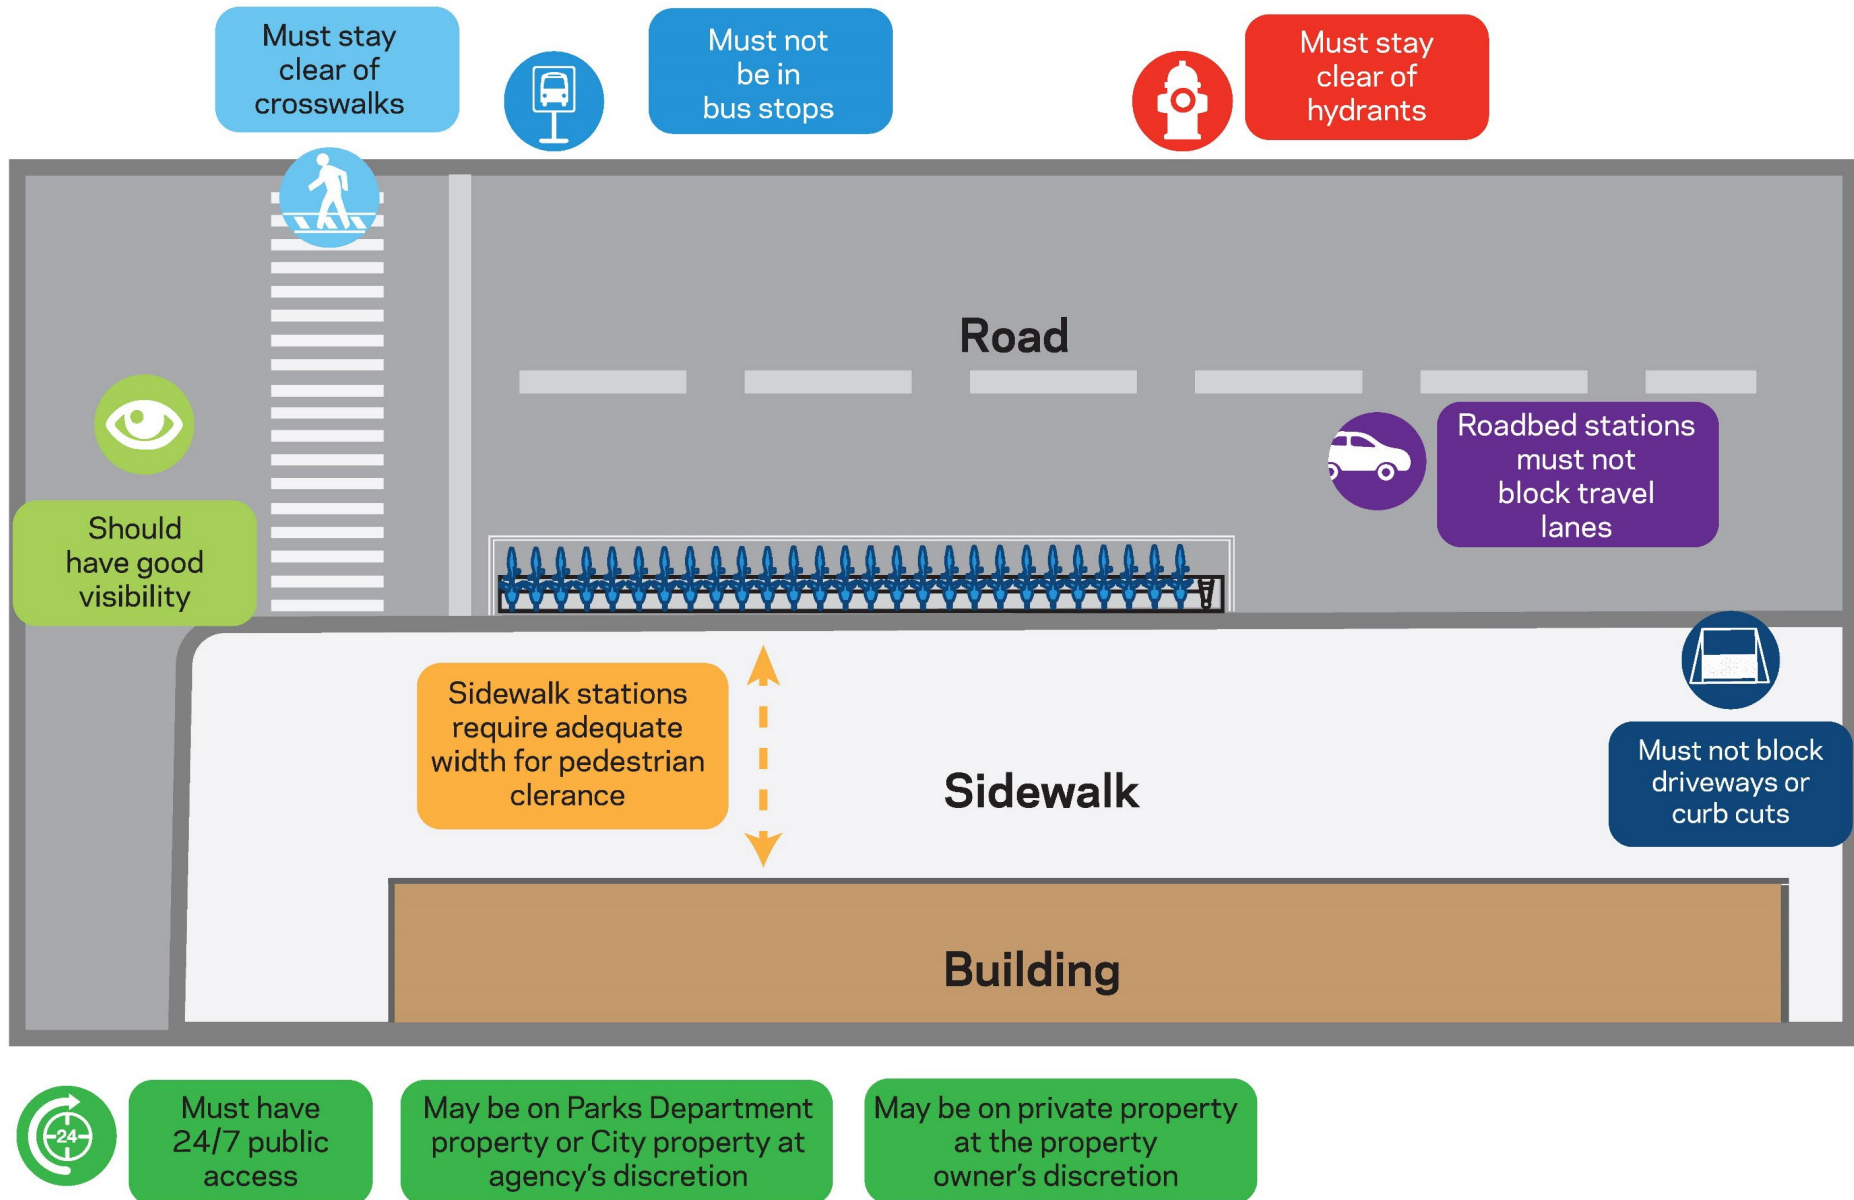 Must stay
clear of
crosswalks
Must not
be in
bus stops
Must stay
clear of
hydrants
Road
Should
have good
visibility
Roadbed stations
must not
block travel
lanes
Sidewalk stations
require adequate
width for pedestrian
clerance
Sidewalk
Must not block
driveways or
curb cuts
Building
24
Must have
24/7 public
access
May be on Parks Department
property or City property at
agency's discretion
May be on private property
at the property
owner's discretion